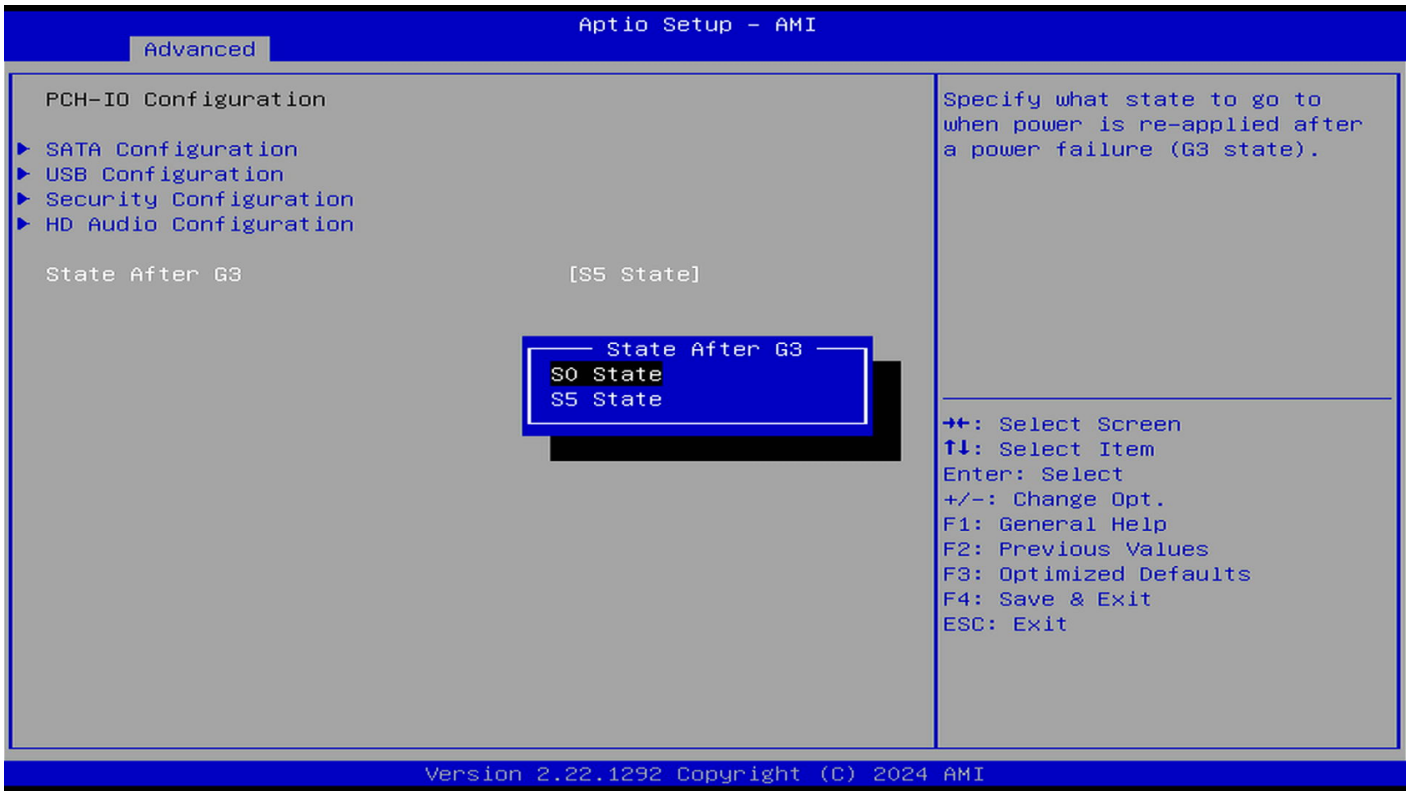 Aptio Setup – AMI
Advanced
PCH-IO Configuration
SATA Configuration
USB Configuration
Security Configuration
HD Audio Configuration
State After G3 [S5 State]
State After G3
S0 State
S5 State
Specify what state to go to
when power is re-applied after
a power failure (G3 state).
→←: Select Screen
↑↓: Select Item
Enter: Select
+/-: Change Opt.
F1: General Help
F2: Previous Values
F3: Optimized Defaults
F4: Save & Exit
ESC: Exit
Version 2.22.1292 Copyright (C) 2024 AMI